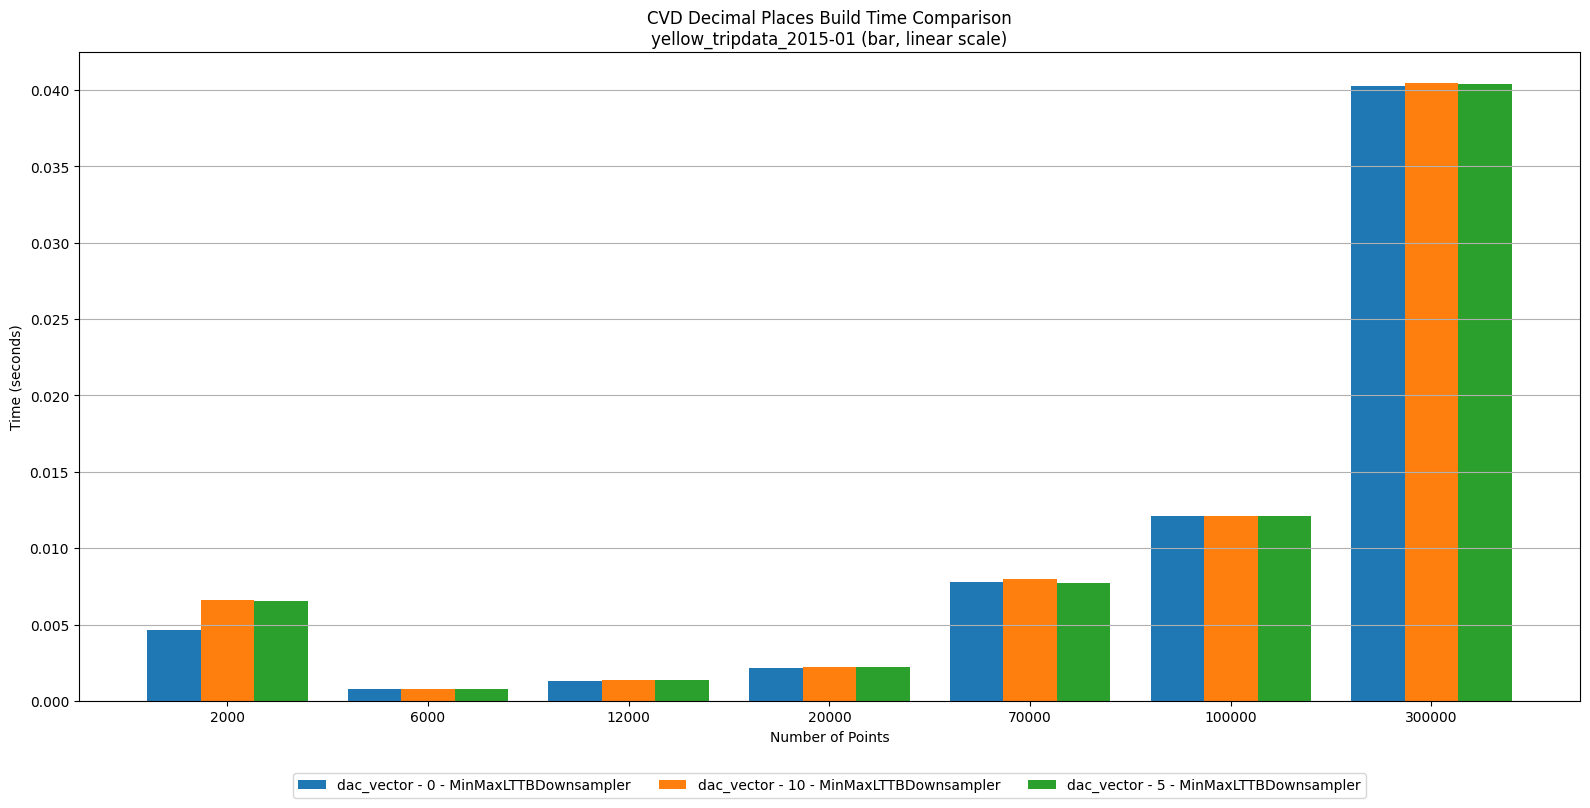 CVD Decimal Places Build Time Comparison
yellow_tripdata_2015-01 (bar, linear scale)
Time (seconds)
0.040
0.035
0.030
0.025
0.020
0.015
0.010
0.005
0.000
2000 6000 12000 20000 70000 100000 300000
Number of Points
dac_vector - 0 - MinMaxLTTBDownsampler dac_vector - 10 - MinMaxLTTBDownsampler dac_vector - 5 - MinMaxLTTBDownsampler